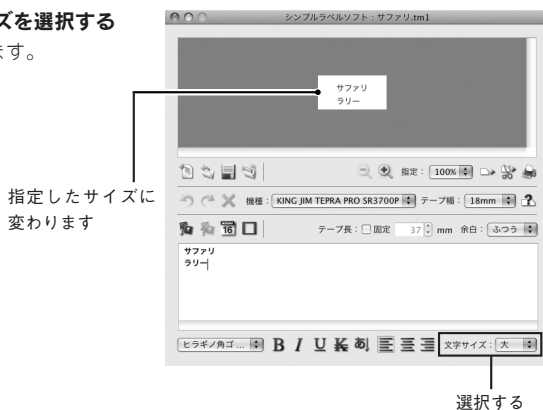 ズを選択する
ます。
シンプルラベルソフト：サファリ.tm1
サファリ
ラリー
指定： 100%
機種： KING JIM TEPRA PRO SR3700P テープ幅： 18mm ?
16 テープ長： 固定 37 mm 余白： ふつう
サファリ
ラリー
ヒラギノ角ゴ ... B I U K あ 文字サイズ： 大
指定したサイズに
変わります
選択する